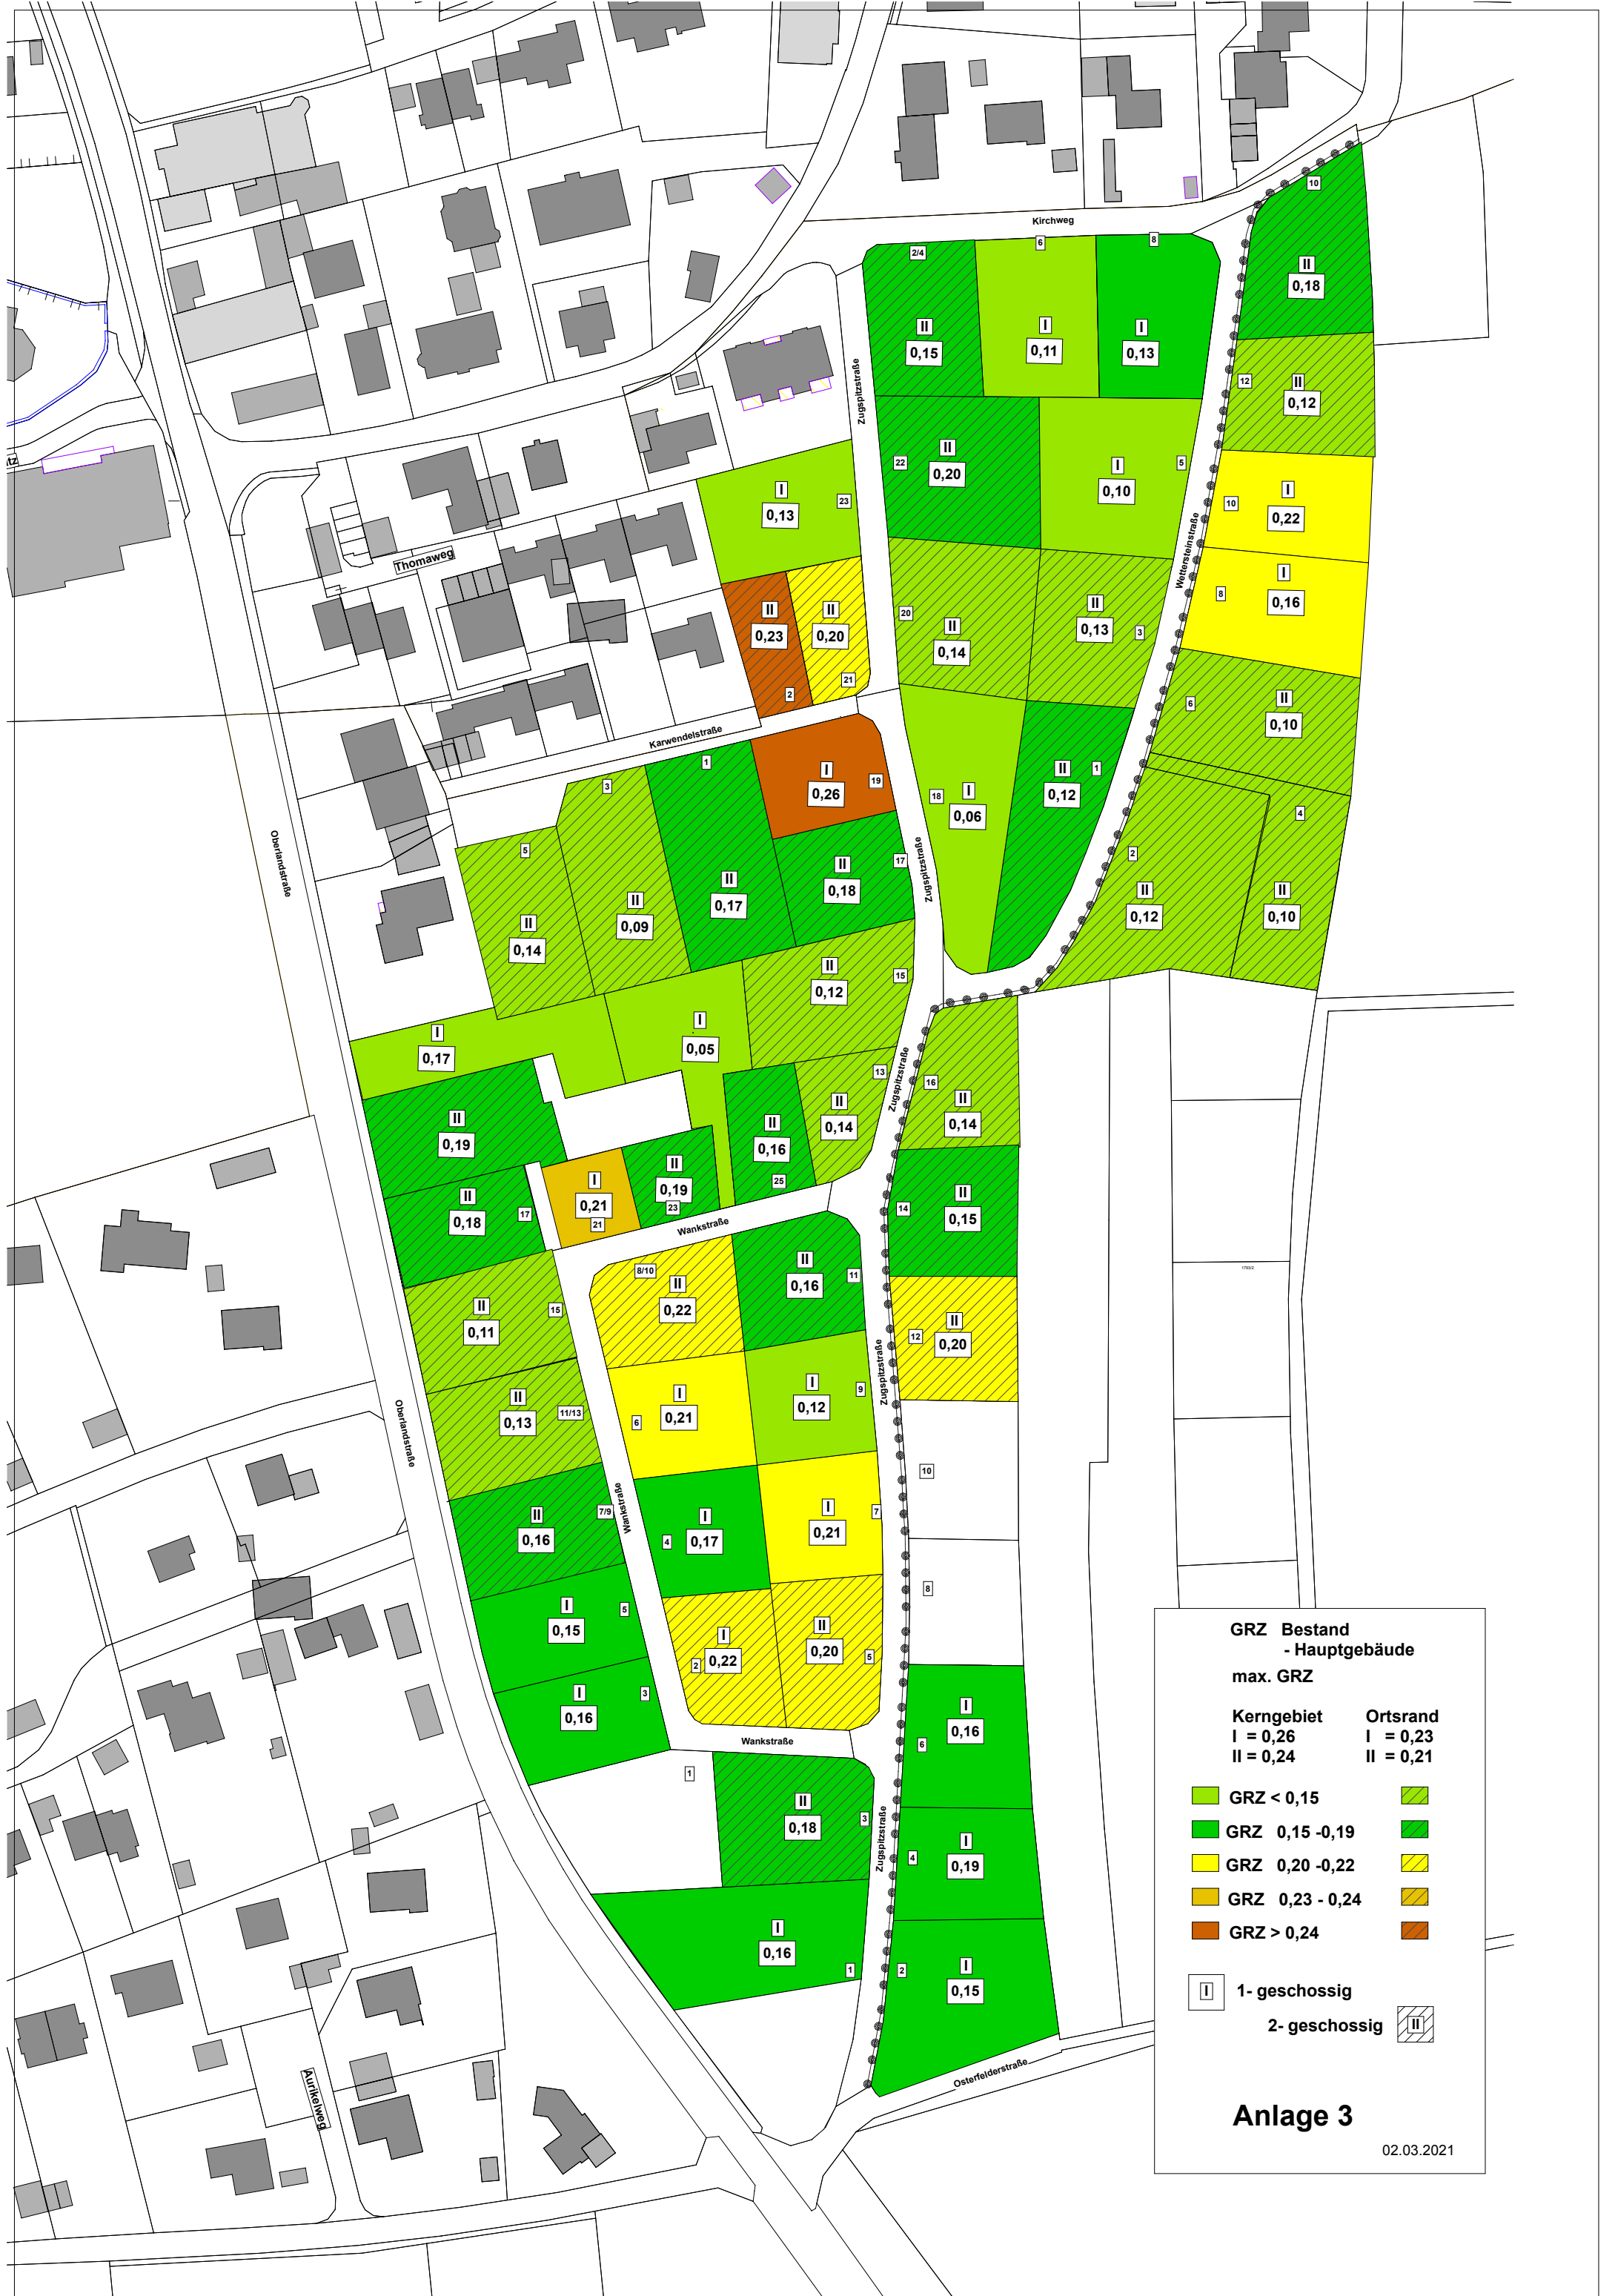 10
Kirchweg
2/4
6
8
II
0,18
II
0,15
I
0,11
I
0,13
Zugspitzstraße
12
II
0,12
22
II
0,20
I
0,10
5
tz
I
0,13
23
10
I
0,22
Wettersteinstraße
Thomaweg
8
I
0,16
II
0,23
2
II
0,20
21
20
II
0,14
II
0,13
3
6
II
0,10
Karwendelstraße
1
3
I
0,26
19
18
I
0,06
II
0,12
1
4
Oberlandstraße
5
II
0,14
II
0,09
II
0,17
II
0,18
17
Zugspitzstraße
2
II
0,12
II
0,10
II
0,12
15
I
0,17
I
0,05
13
Zugspitzstraße
16
II
0,14
II
0,14
II
0,19
II
0,16
25
I
0,21
21
II
0,19
23
II
0,18
17
14
II
0,15
Wankstraße
8/10
II
0,22
II
0,16
11
II
0,11
15
12
II
0,20
Zugspitzstraße
6
I
0,21
I
0,12
9
II
0,13
11/13
Oberlandstraße
1793/2
10
II
0,16
7/9
Wankstraße
4
I
0,17
I
0,21
7
8
I
0,15
5
2
I
0,22
II
0,20
5
I
0,16
3
I
0,16
6
Wankstraße
1
II
0,18
3
Zugspitzstraße
4
I
0,19
I
0,16
1
2
I
0,15
Osterfelderstraße
Aurikelweg
GRZ Bestand
- Hauptgebäude
max. GRZ
Kerngebiet Ortsrand
I = 0,26 I = 0,23
II = 0,24 II = 0,21
GRZ < 0,15
GRZ 0,15 -0,19
GRZ 0,20 -0,22
GRZ 0,23 - 0,24
GRZ > 0,24
I 1- geschossig
2- geschossig II
Anlage 3
02.03.2021